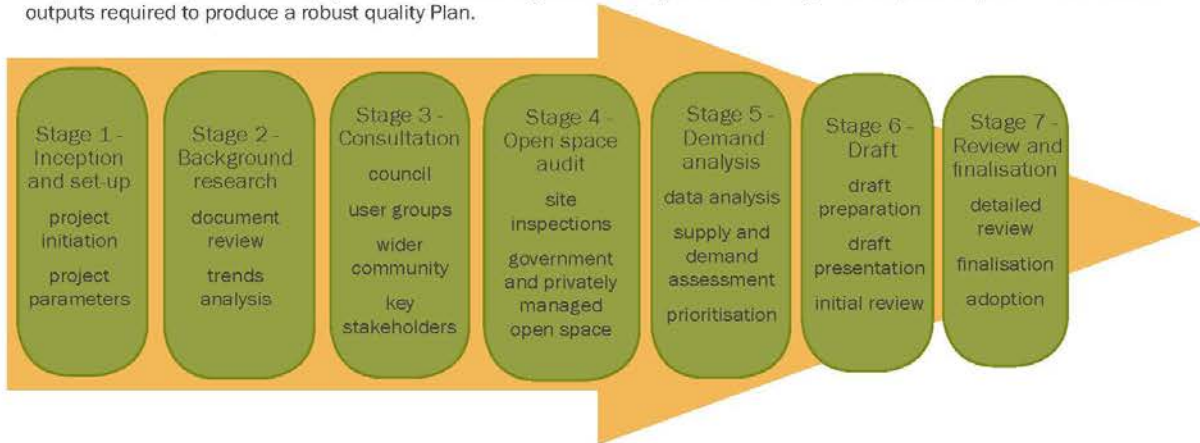 outputs required to produce a robust quality Plan.
Stage 1 -
Inception
and set-up
project
initiation
project
parameters
Stage 2 -
Background
research
document
review
trends
analysis
Stage 3 -
Consultation
council
user groups
wider
community
key
stakeholders
Stage 4 -
Open space
audit
site
inspections
government
and privately
managed
open space
Stage 5 -
Demand
analysis
data analysis
supply and
demand
assessment
prioritisation
Stage 6 -
Draft
draft
preparation
draft
presentation
initial review
Stage 7 -
Review and
finalisation
detailed
review
finalisation
adoption